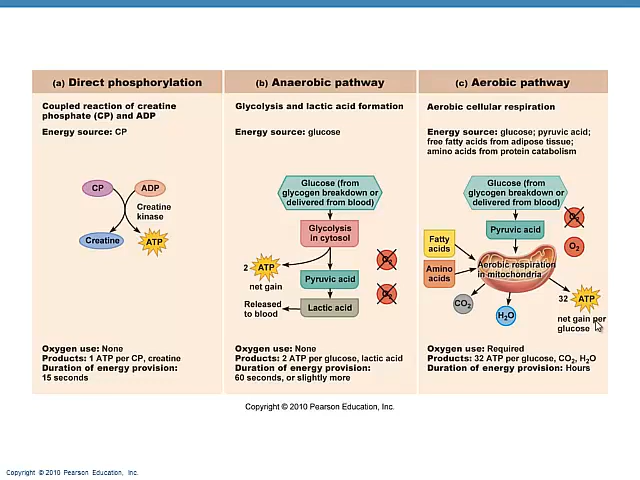 (a) Direct phosphorylation
Coupled reaction of creatine
phosphate (CP) and ADP
Energy source: CP
CP
ADP
Creatine
kinase
Creatine
ATP
Oxygen use: None
Products: 1 ATP per CP, creatine
Duration of energy provision:
15 seconds
(b) Anaerobic pathway
Glycolysis and lactic acid formation
Energy source: glucose
Glucose (from
glycogen breakdown or
delivered from blood)
Glycolysis
in cytosol
2 ATP
net gain
O2
Pyruvic acid
O2
Released
to blood
Lactic acid
Oxygen use: None
Products: 2 ATP per glucose, lactic acid
Duration of energy provision:
60 seconds, or slightly more
(c) Aerobic pathway
Aerobic cellular respiration
Energy source: glucose; pyruvic acid;
free fatty acids from adipose tissue;
amino acids from protein catabolism
Glucose (from
glycogen breakdown or
delivered from blood)
O2
Pyruvic acid
Fatty
acids
O2
Amino
acids
Aerobic respiration
in mitochondria
CO2
H2O
32 ATP
net gain per
glucose
Oxygen use: Required
Products: 32 ATP per glucose, CO2, H2O
Duration of energy provision: Hours
Copyright © 2010 Pearson Education, Inc.
Copyright © 2010 Pearson Education, Inc.